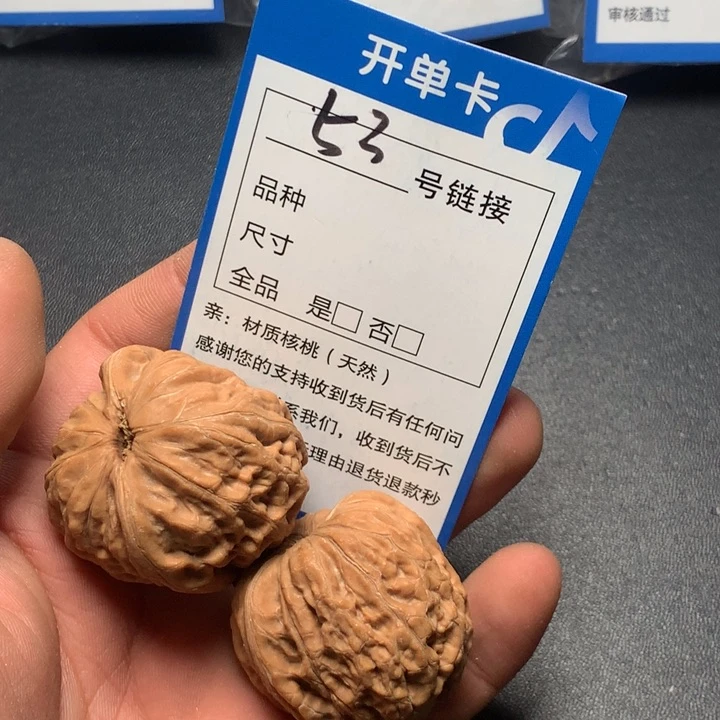 审核通过
开单卡
53 号链接
品种
尺寸
全品 是□ 否□
亲：材质核桃（天然）
感谢您的支持收到货后有任何问
系我们，收到货后不
理由退货退款秒